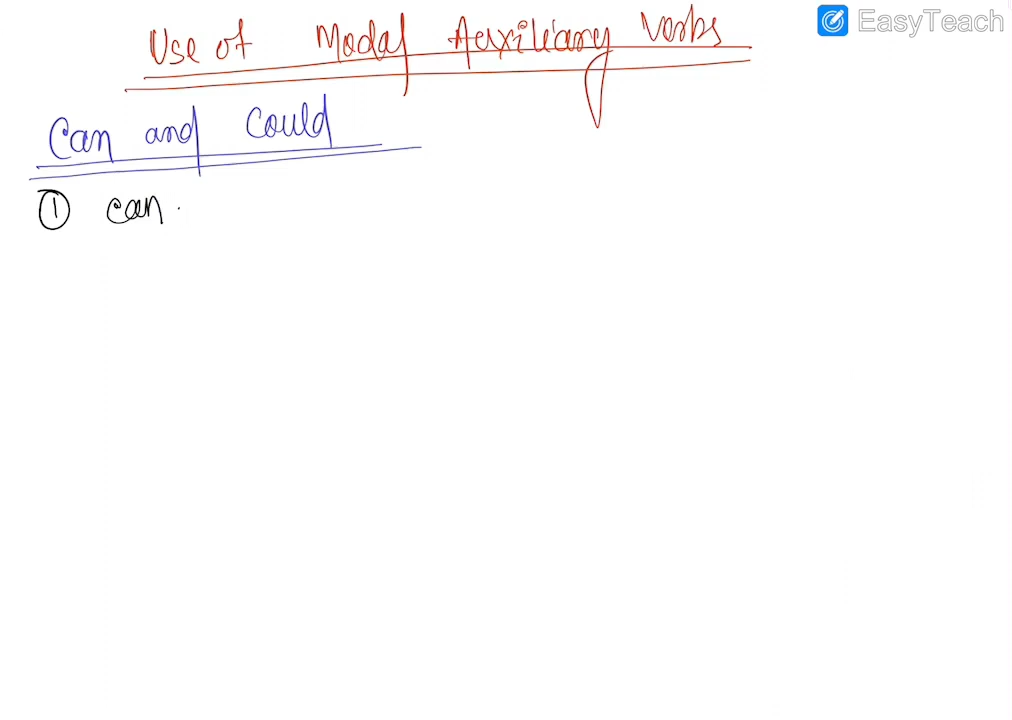 Use of Modal Auxiliary Verbs
EasyTeach
Can and Could
① can